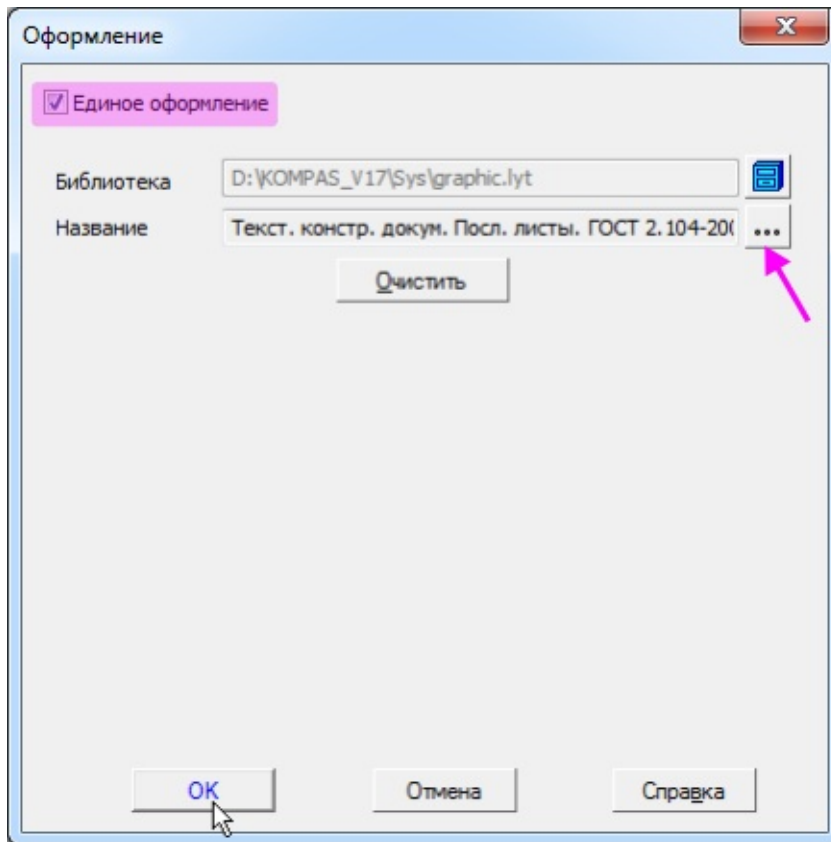 Оформление
Единое оформление
Библиотека D:\KOMPAS_V17\Sys\graphic.lyt
Название Текст. констр. докум. Посл. листы. ГОСТ 2.104-200 ...
Очистить
OK Отмена Справка